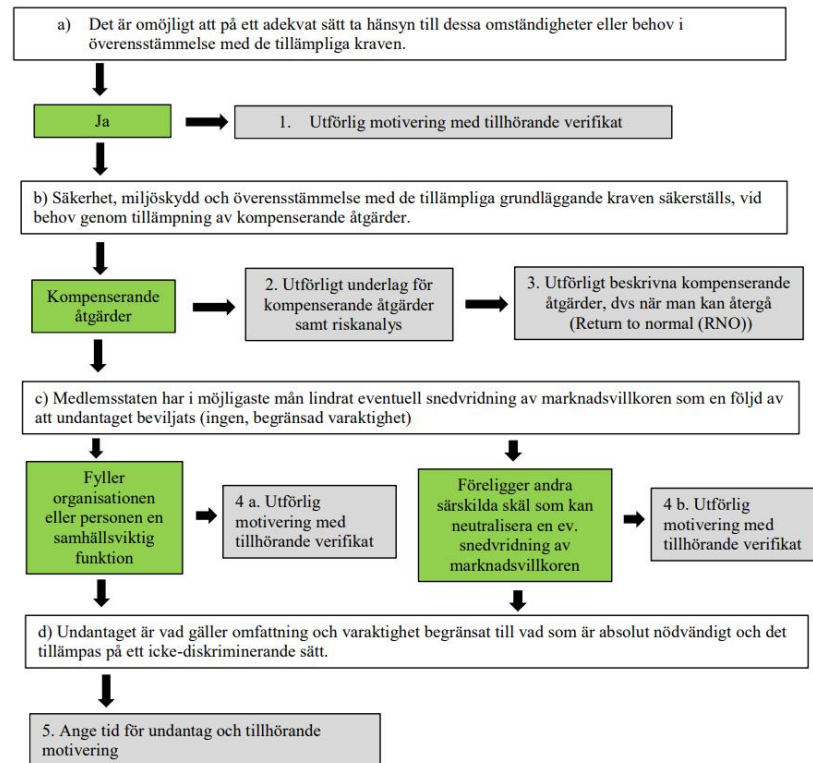 a) Det är omöjligt att på ett adekvat sätt ta hänsyn till dessa omständigheter eller behov i
överensstämmelse med de tillämpliga kraven.
Ja
1. Utförlig motivering med tillhörande verifikat
b) Säkerhet, miljöskydd och överensstämmelse med de tillämpliga grundläggande kraven säkerställs, vid
behov genom tillämpning av kompenserande åtgärder.
Kompenserande
åtgärder
2. Utförligt underlag för
kompenserande åtgärder
samt riskanalys
3. Utförligt beskrivna kompenserande
åtgärder, dvs när man kan återgå
(Return to normal (RNO))
c) Medlemsstaten har i möjligaste mån lindrat eventuell snedvridning av marknadsvillkoren som en följd av
att undantaget beviljats (ingen, begränsad varaktighet)
Fyller
organisationen
eller personen en
samhällsviktig
funktion
4 a. Utförlig
motivering med
tillhörande verifikat
Föreligger andra
särskilda skäl som kan
neutralisera en ev.
snedvridning av
marknadsvillkoren
4 b. Utförlig
motivering med
tillhörande verifikat
d) Undantaget är vad gäller omfattning och varaktighet begränsat till vad som är absolut nödvändigt och det
tillämpas på ett icke-diskriminerande sätt.
5. Ange tid för undantag och tillhörande
motivering